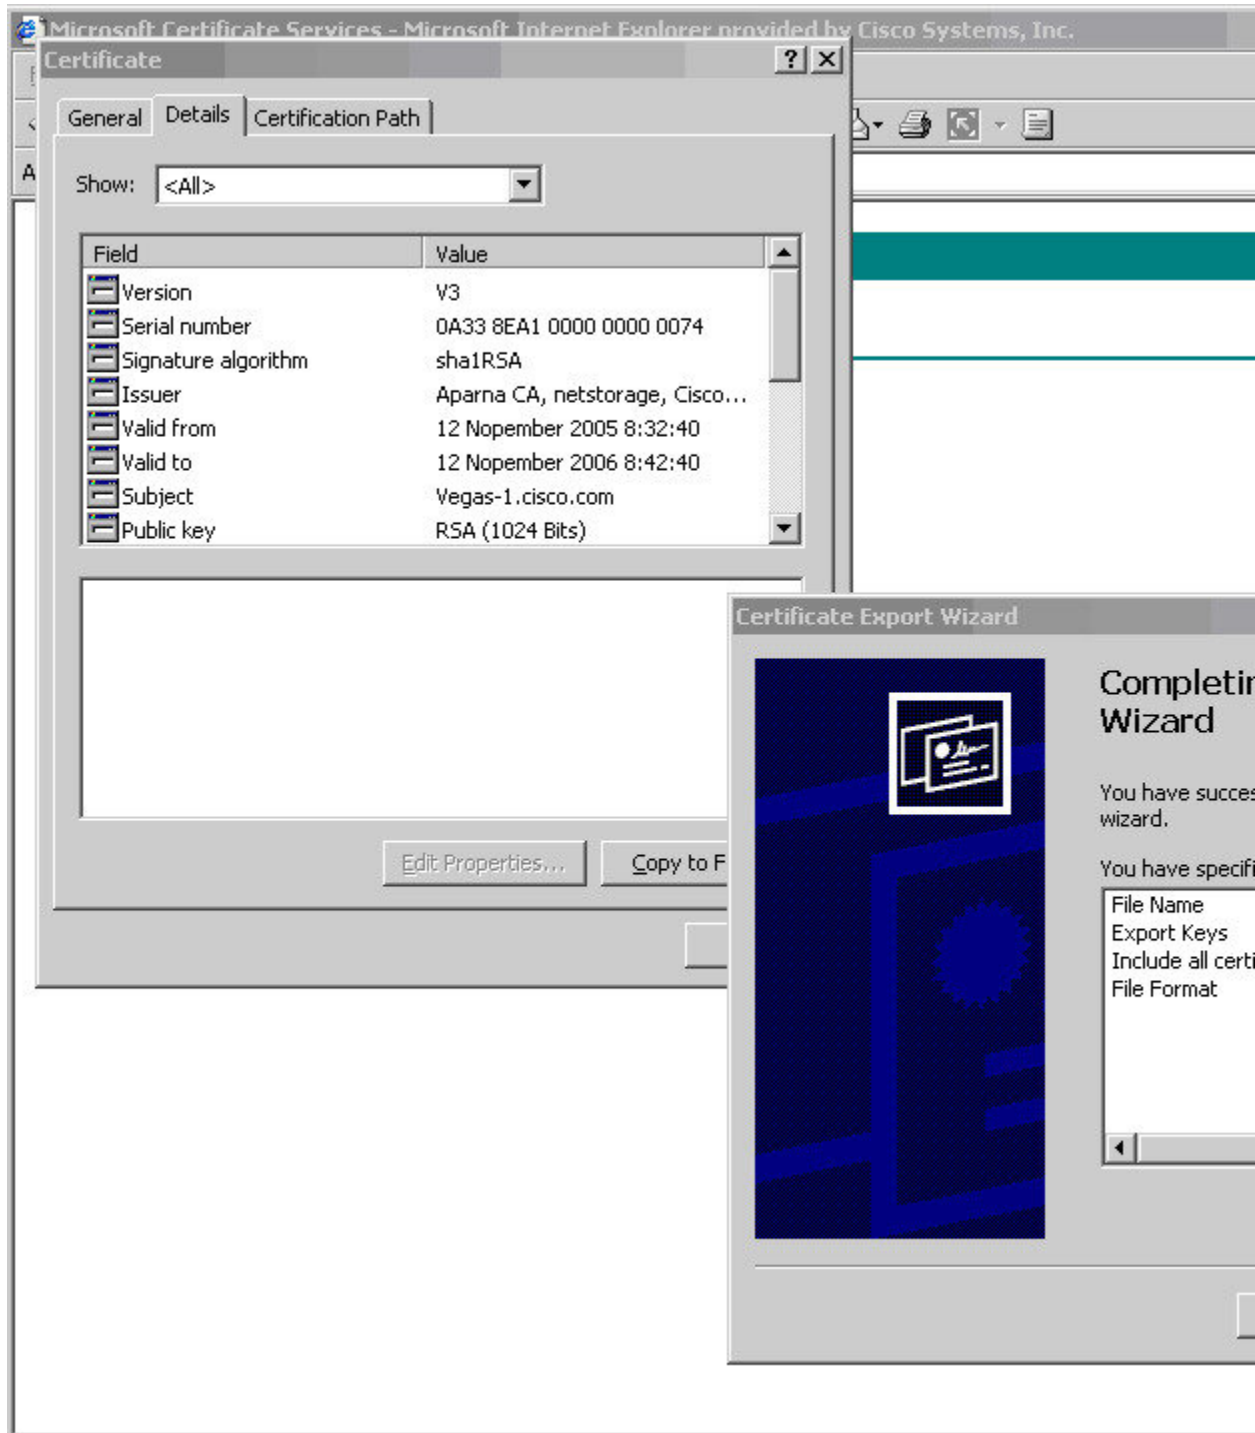 Microsoft Certificate Services - Microsoft Internet Explorer provided by Cisco Systems, Inc.
Certificate
General Details Certification Path
A
Show: <All>
Field Value
Version V3
Serial number 0A33 8EA1 0000 0000 0074
Signature algorithm sha1RSA
Issuer Aparna CA, netstorage, Cisco...
Valid from 12 Nopember 2005 8:32:40
Valid to 12 Nopember 2006 8:42:40
Subject Vegas-1.cisco.com
Public key RSA (1024 Bits)
Edit Properties... Copy to F
Certificate Export Wizard
Completin
Wizard
You have succes
wizard.
You have specifi
File Name
Export Keys
Include all certi
File Format